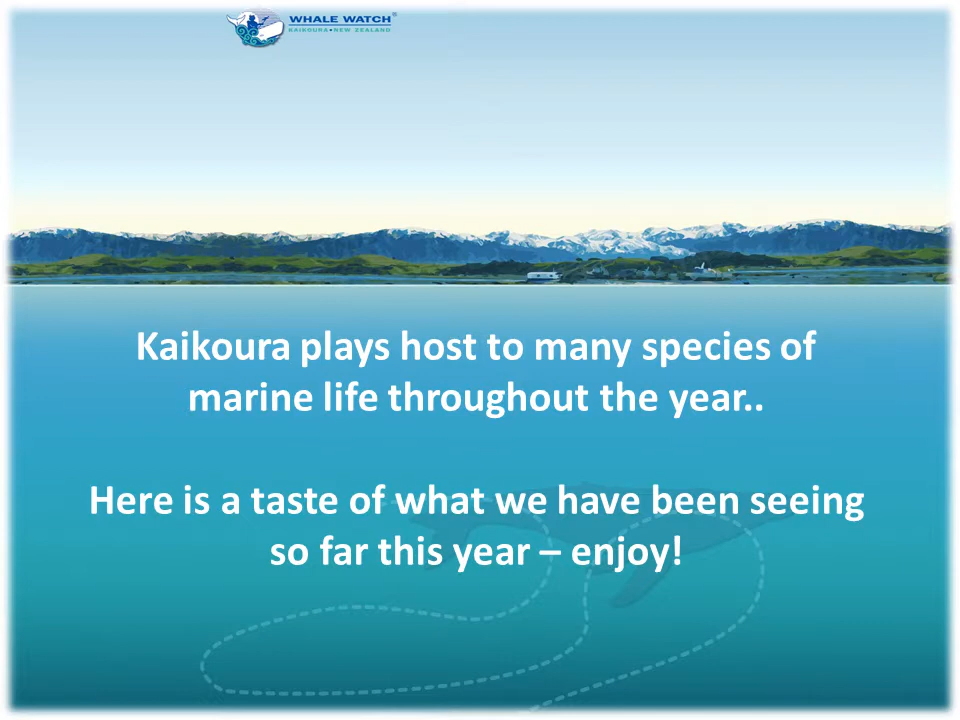 WHALE WATCH®
KAIKOURA•NEW ZEALAND
Kaikoura plays host to many species of
marine life throughout the year..
Here is a taste of what we have been seeing
so far this year – enjoy!